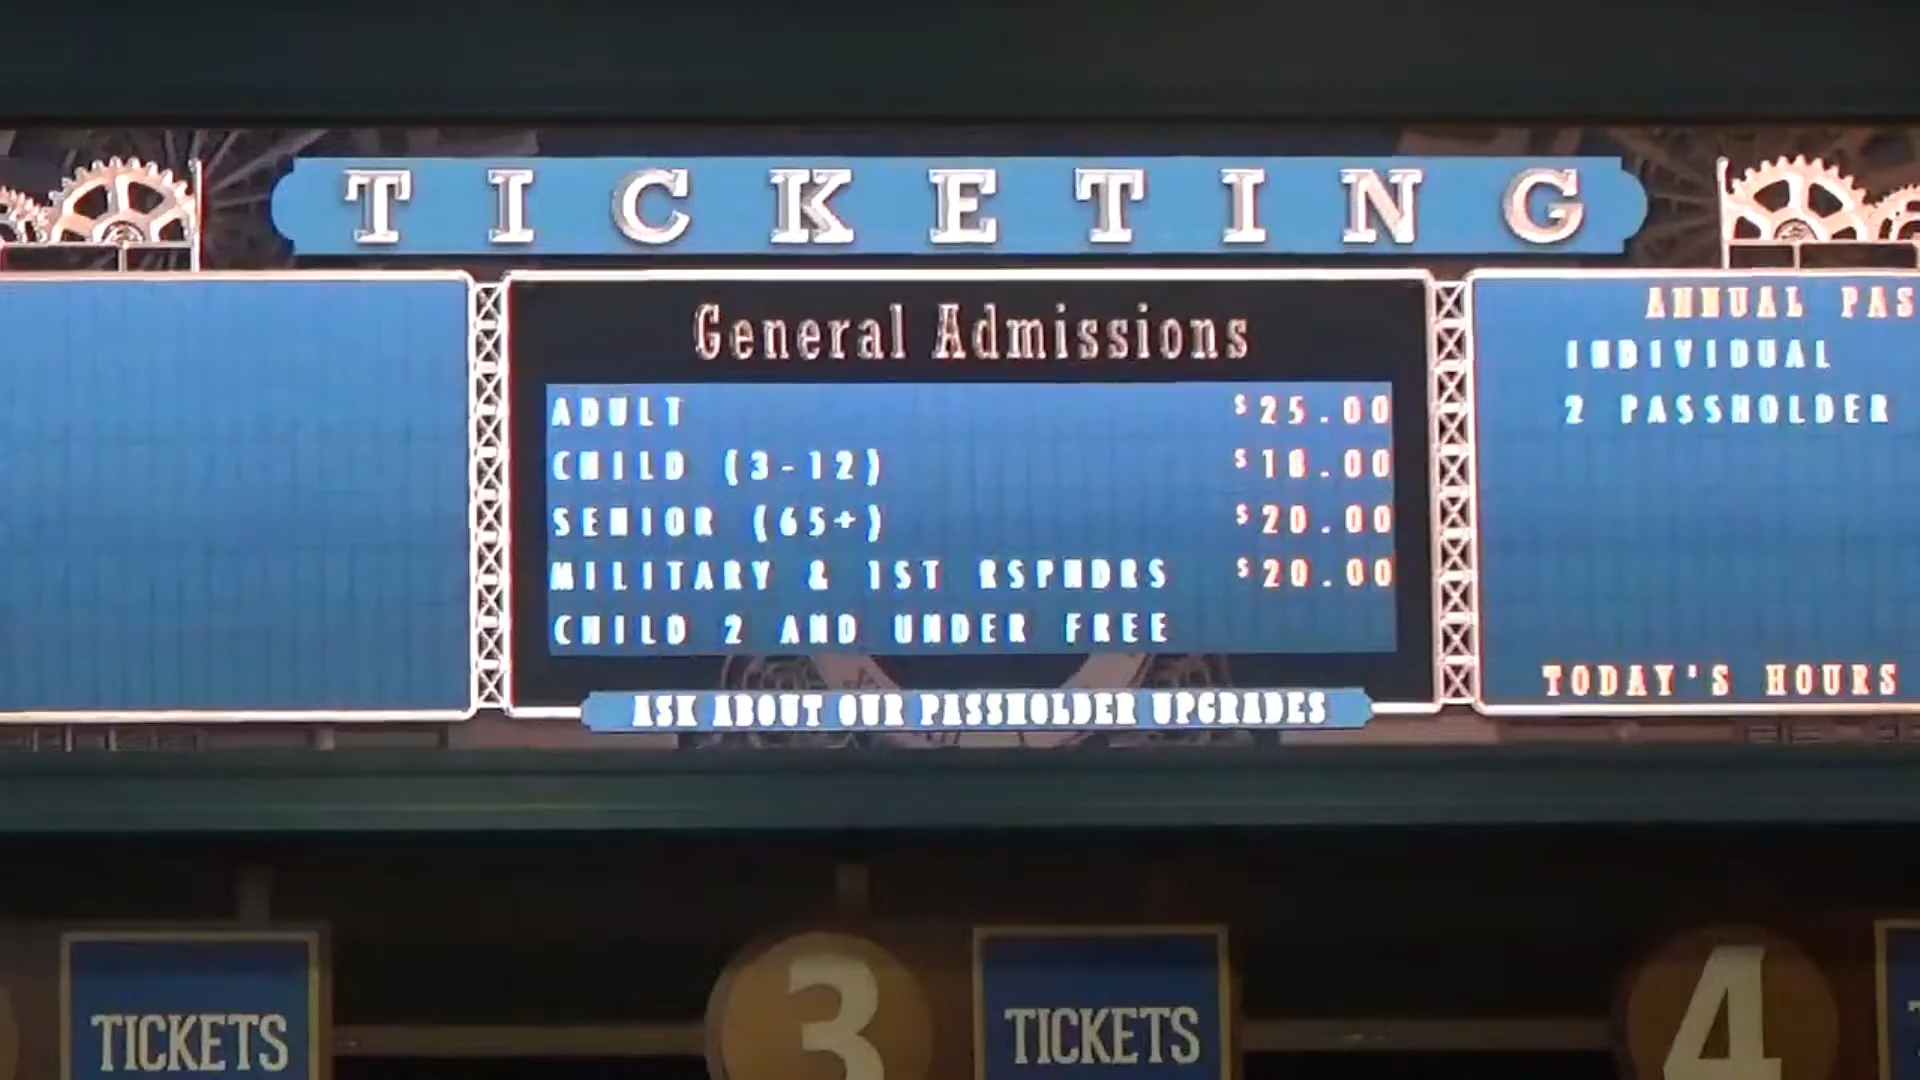 TICKETING
General Admissions
ADULT $25.00
CHILD (3-12) $18.00
SENIOR (65+) $20.00
MILITARY & 1ST RSPNDRS $20.00
CHILD 2 AND UNDER FREE
ASK ABOUT OUR PASSHOLDER UPGRADES
ANNUAL PAS
INDIVIDUAL
2 PASSHOLDER
TODAY'S HOURS
TICKETS
3
TICKETS
4